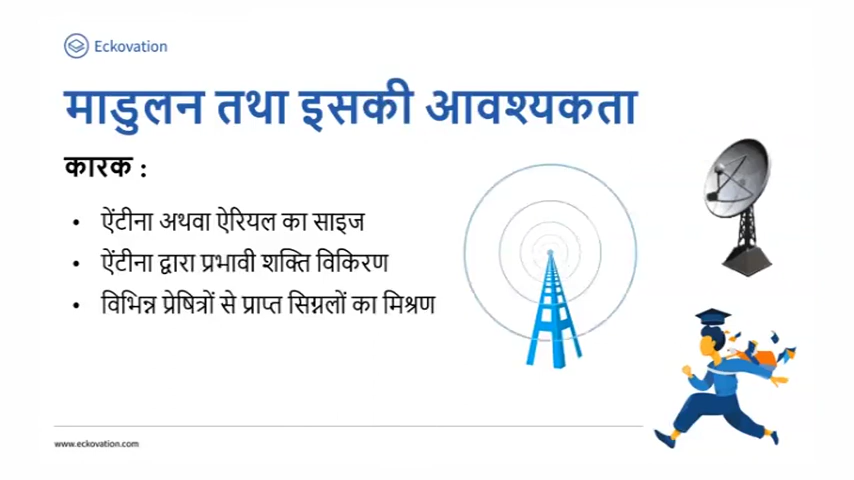 Eckovation
माडुलन तथा इसकी आवश्यकता
कारक :
• ऐंटीना अथवा ऐरियल का साइज
• ऐंटीना द्वारा प्रभावी शक्ति विकिरण
• विभिन्न प्रेषित्रों से प्राप्त सिग्नलों का मिश्रण
www.eckovation.com